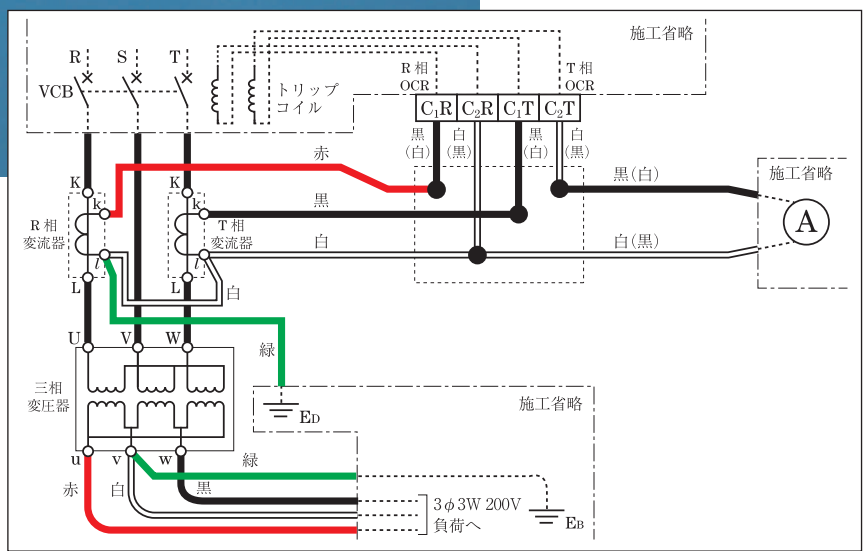 施工省略
R S T
VCB
トリップ
コイル
R相
OCR
T相
OCR
C₁R C₂R C₁T C₂T
黒
(白)
白
(黒)
黒
(白)
白
(黒)
赤
黒(白)
施工省略
A
K
k
K
k
黒
R相
変流器
T相
変流器
白
白(黒)
l
l
L
L
白
U V W
緑
三相
変圧器
施工省略
ED
u v w
緑
赤 白 黒
3φ3W 200V
負荷へ
EB